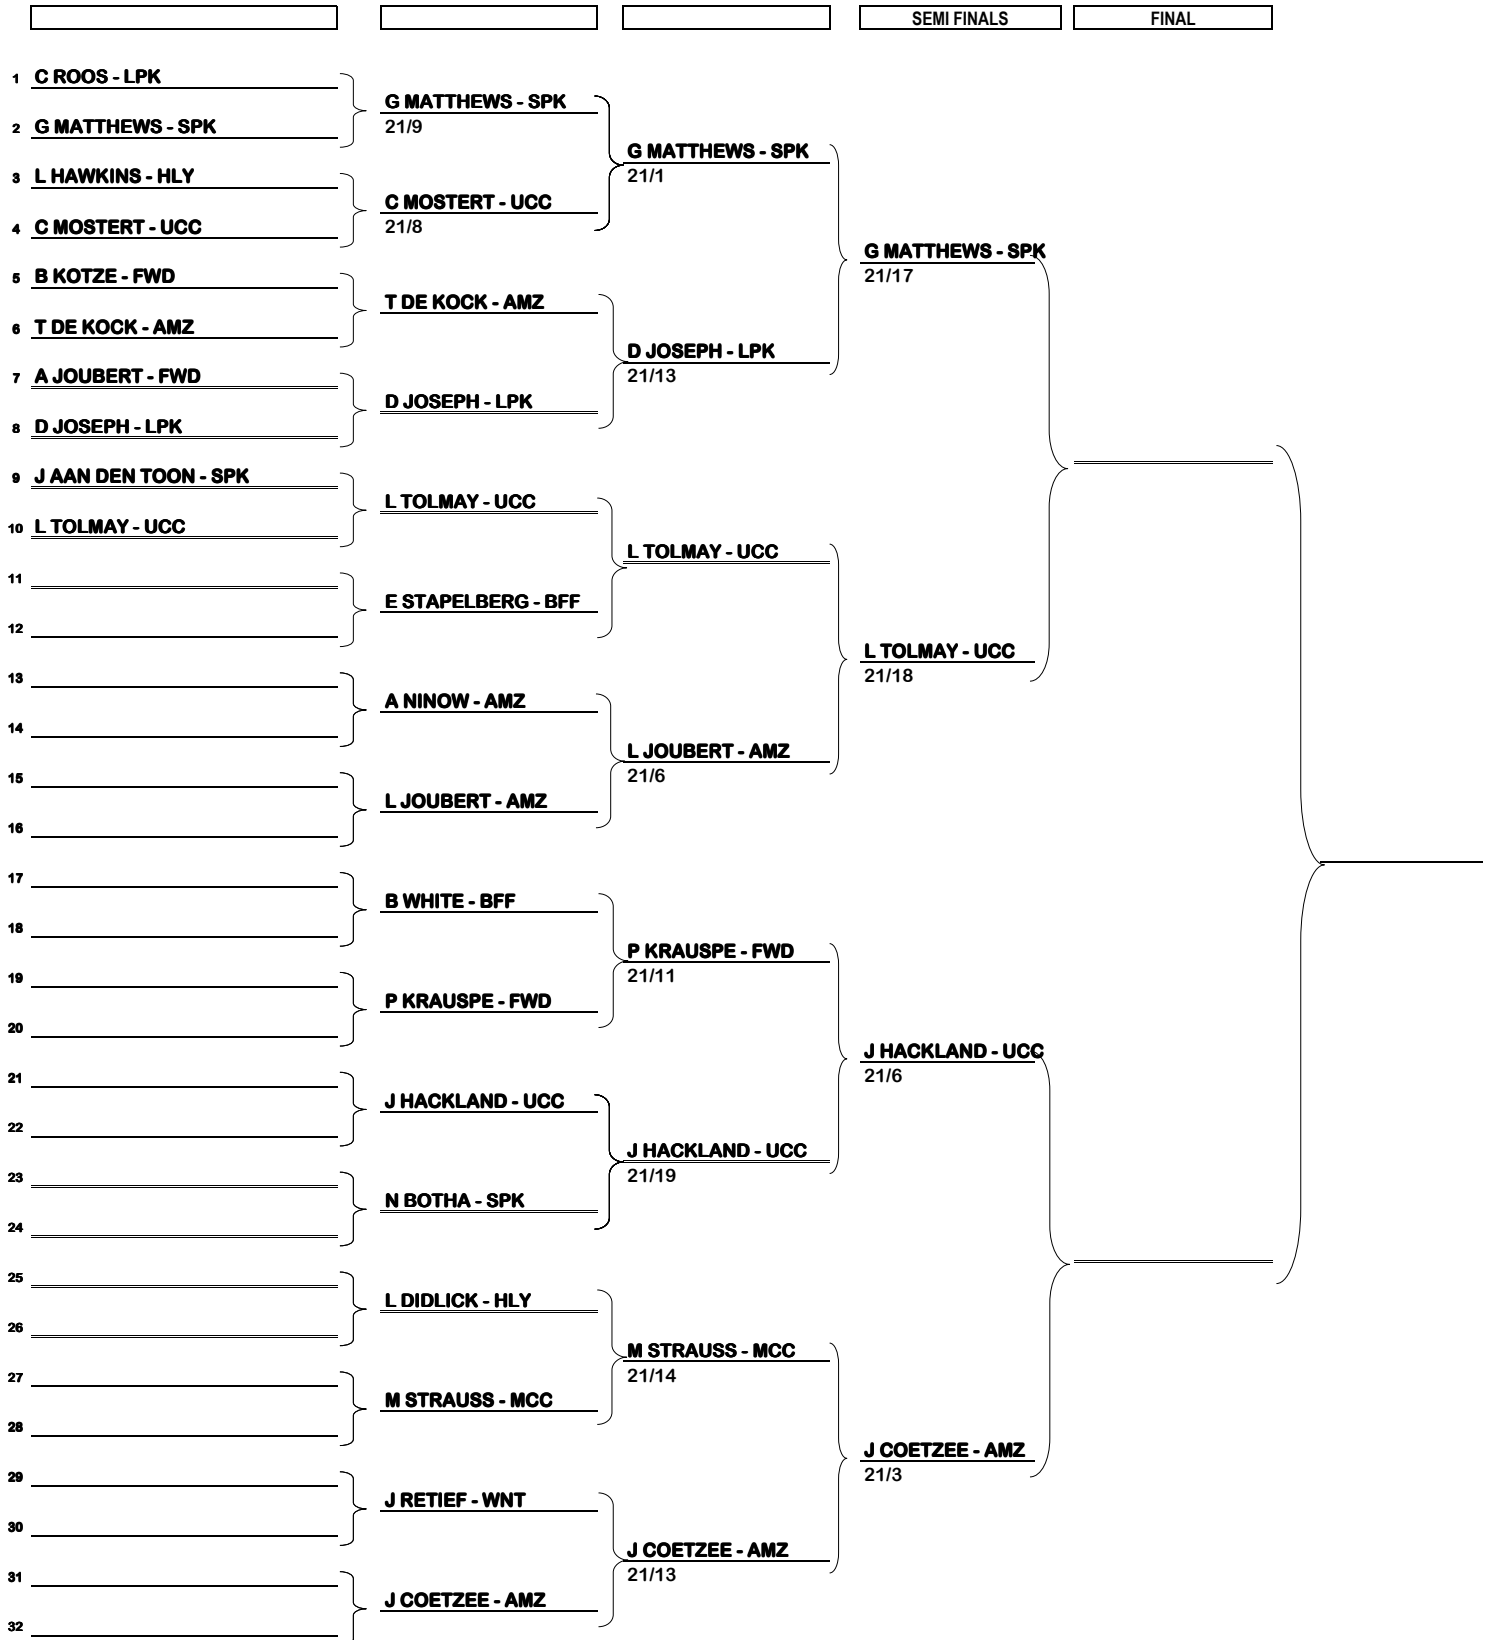 SEMI FINALS
FINAL
1 C ROOS - LPK
2 G MATTHEWS - SPK
3 L HAWKINS - HLY
4 C MOSTERT - UCC
5 B KOTZE - FWD
6 T DE KOCK - AMZ
7 A JOUBERT - FWD
8 D JOSEPH - LPK
9 J AAN DEN TOON - SPK
10 L TOLMAY - UCC
11
12
13
14
15
16
17
18
19
20
21
22
23
24
25
26
27
28
29
30
31
32
G MATTHEWS - SPK
21/9
C MOSTERT - UCC
21/8
T DE KOCK - AMZ
D JOSEPH - LPK
L TOLMAY - UCC
E STAPELBERG - BFF
A NINOW - AMZ
L JOUBERT - AMZ
B WHITE - BFF
P KRAUSPE - FWD
J HACKLAND - UCC
N BOTHA - SPK
L DIDLICK - HLY
M STRAUSS - MCC
J RETIEF - WNT
J COETZEE - AMZ
G MATTHEWS - SPK
21/1
D JOSEPH - LPK
21/13
L TOLMAY - UCC
L JOUBERT - AMZ
21/6
P KRAUSPE - FWD
21/11
J HACKLAND - UCC
21/19
M STRAUSS - MCC
21/14
J COETZEE - AMZ
21/13
G MATTHEWS - SPK
21/17
L TOLMAY - UCC
21/18
J HACKLAND - UCC
21/6
J COETZEE - AMZ
21/3